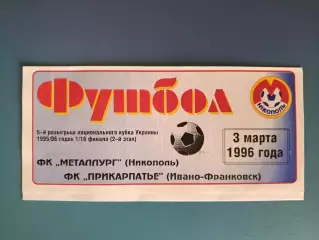 Футбол
НИКОПОЛЬ
5-й розыгрыш национального кубка Украины
1995/96 годов 1/16 финала (2-й этап)
3 марта
1996 года
ФК „МЕТАЛЛУРГ" (Никополь)
ФК „ПРИКАРПАТЬЕ" (Ивано-Франковск)